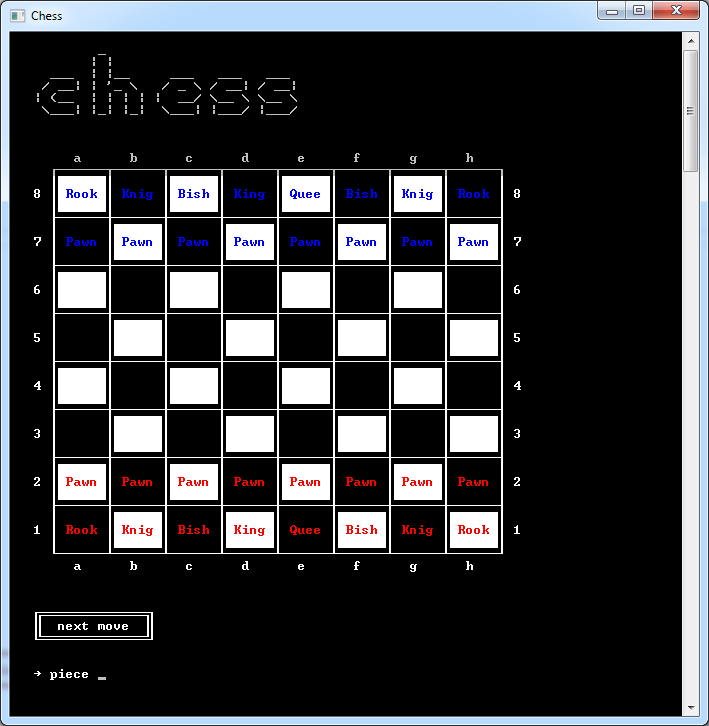 Chess
chess
a b c d e f g h
8 Rook Knig Bish King Quee Bish Knig Rook 8
7 Pawn Pawn Pawn Pawn Pawn Pawn Pawn Pawn 7
6 6
5 5
4 4
3 3
2 Pawn Pawn Pawn Pawn Pawn Pawn Pawn Pawn 2
1 Rook Knig Bish King Quee Bish Knig Rook 1
a b c d e f g h
next move
→ piece _